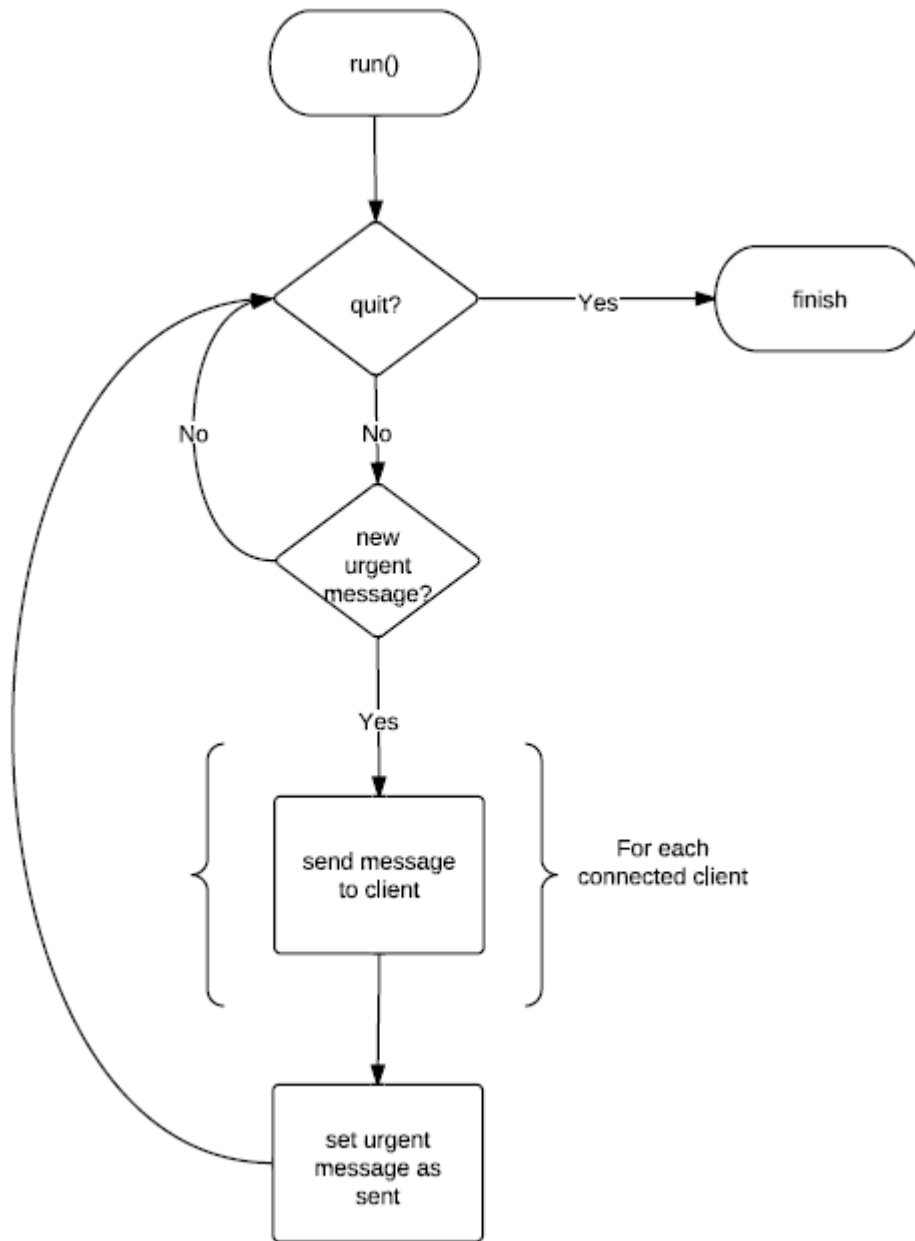 run()
quit?
Yes
finish
No
No
new
urgent
message?
Yes
send message
to client
For each
connected client
set urgent
message as
sent